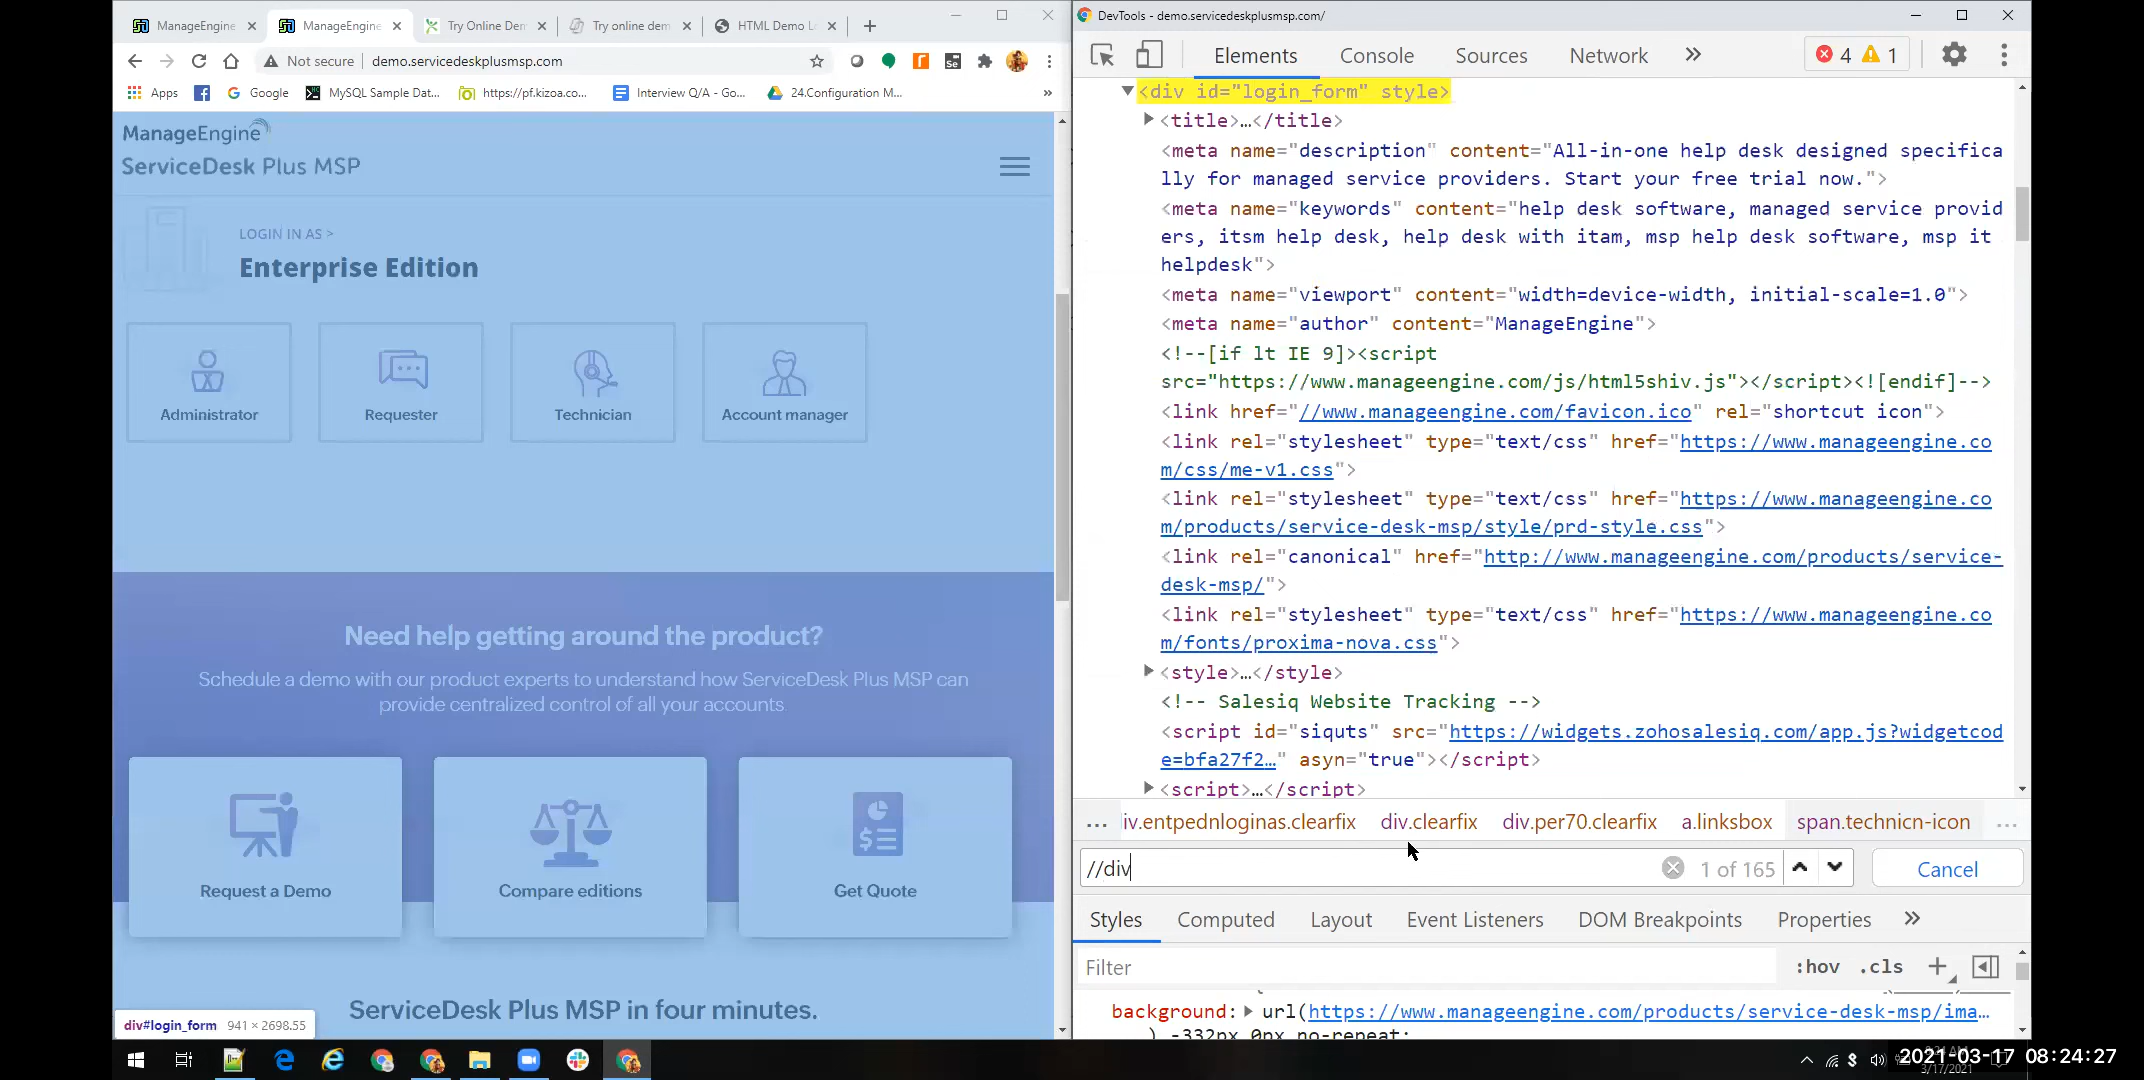 ManageEngine
ManageEngine
Try Online Dem
Try online dem
HTML Demo L
DevTools - demo.servicedeskplusmsp.com/
Not secure
demo.servicedeskplusmsp.com
Apps
Google
MySQL Sample Dat...
https://pf.kizoa.co...
Interview Q/A - Go...
24.Configuration M...
»
Elements
Console
Sources
Network
»
4
1
ManageEngine
ServiceDesk Plus MSP
LOGIN IN AS >
Enterprise Edition
Administrator
Requester
Technician
Account manager
Need help getting around the product?
Schedule a demo with our product experts to understand how ServiceDesk Plus MSP can
provide centralized control of all your accounts.
Request a Demo
Compare editions
Get Quote
ServiceDesk Plus MSP in four minutes.
div#login_form 941 × 2698.55
<div id="login_form" style>
<title>…</title>
<meta name="description" content="All-in-one help desk designed specifica
lly for managed service providers. Start your free trial now.">
<meta name="keywords" content="help desk software, managed service provid
ers, itsm help desk, help desk with itam, msp help desk software, msp it
helpdesk">
<meta name="viewport" content="width=device-width, initial-scale=1.0">
<meta name="author" content="ManageEngine">
<!--[if lt IE 9]><script
src="https://www.manageengine.com/js/html5shiv.js"></script><![endif]-->
<link href="//www.manageengine.com/favicon.ico" rel="shortcut icon">
<link rel="stylesheet" type="text/css" href="https://www.manageengine.co
m/css/me-v1.css">
<link rel="stylesheet" type="text/css" href="https://www.manageengine.co
m/products/service-desk-msp/style/prd-style.css">
<link rel="canonical" href="http://www.manageengine.com/products/service-
desk-msp/">
<link rel="stylesheet" type="text/css" href="https://www.manageengine.co
m/fonts/proxima-nova.css">
<style>…</style>
<!-- Salesiq Website Tracking -->
<script id="siquts" src="https://widgets.zohosalesiq.com/app.js?widgetcod
e=bfa27f2…" asyn="true"></script>
<script>…</script>
... iv.entpednloginas.clearfix div.clearfix div.per70.clearfix a.linksbox span.technicn-icon ...
//div
1 of 165
Cancel
Styles
Computed
Layout
Event Listeners
DOM Breakpoints
Properties
»
Filter
:hov
.cls
background: url(https://www.manageengine.com/products/service-desk-msp/ima…
) -332px 0px no-repeat;
2021-03-17 08:24:27
3/17/2021